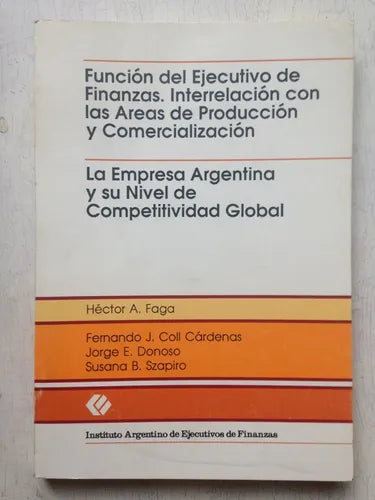 Función del Ejecutivo de
Finanzas. Interrelación con
las Areas de Producción
y Comercialización
La Empresa Argentina
y su Nivel de
Competitividad Global
Héctor A. Faga
Fernando J. Coll Cárdenas
Jorge E. Donoso
Susana B. Szapiro
Instituto Argentino de Ejecutivos de Finanzas